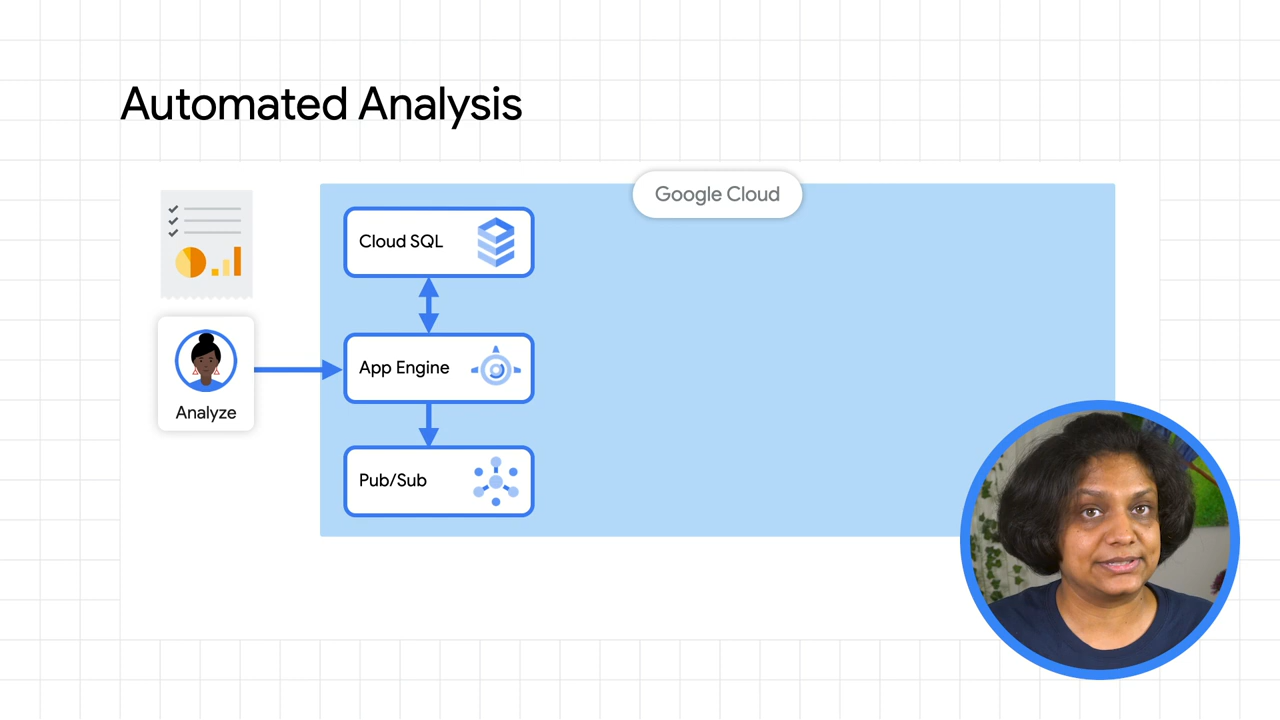 Automated Analysis
Google Cloud
Cloud SQL
App Engine
Analyze
Pub/Sub